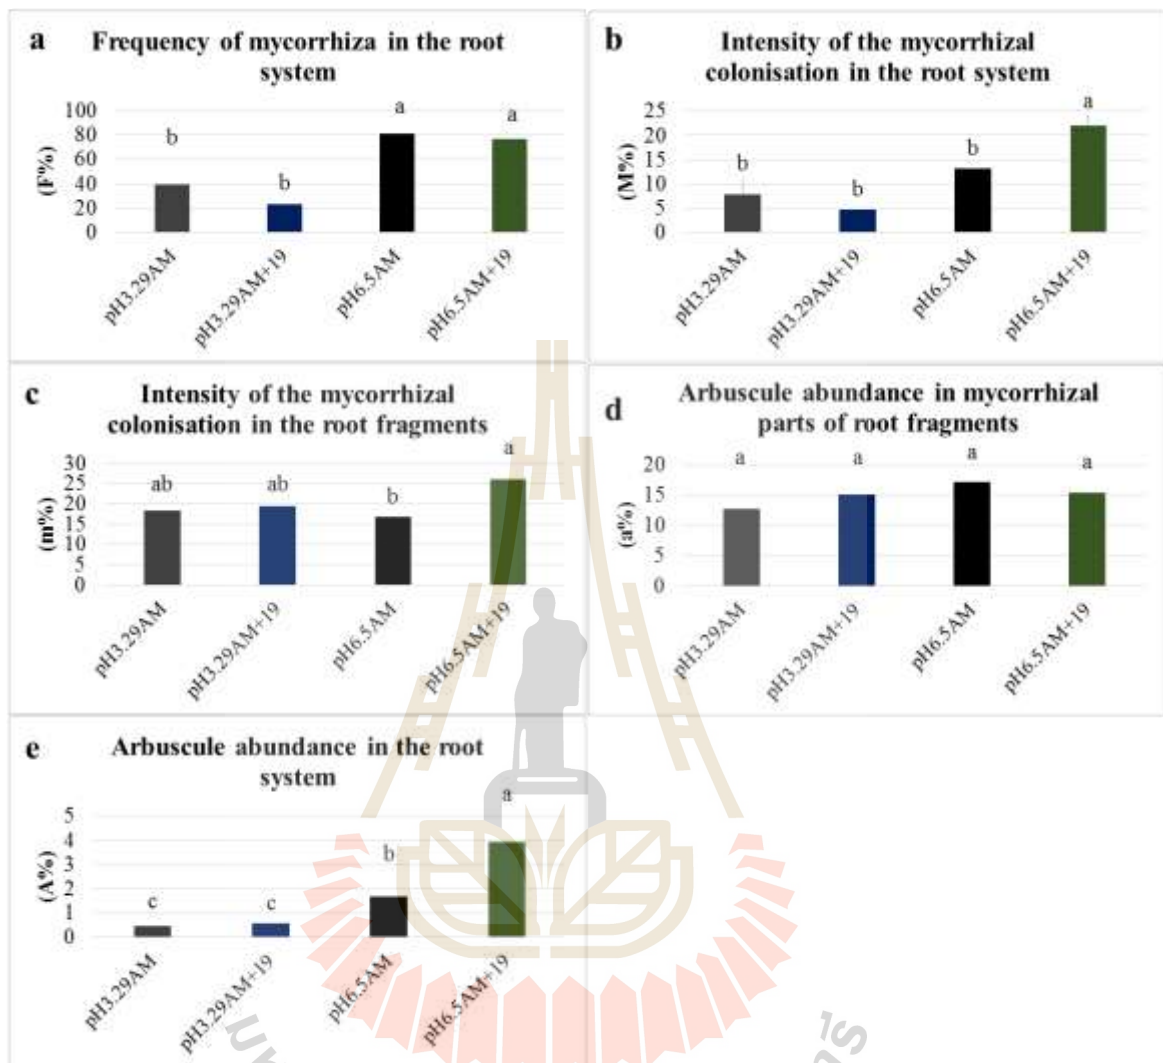 a
Frequency of mycorrhiza in the root
system
(F%)
100
80
60
40
20
0
b
b
a
a
pH3.29AM
pH3.29AM+19
pH6.5AM
pH6.5AM+19
b
Intensity of the mycorrhizal
colonisation in the root system
(M%)
25
20
15
10
5
0
b
b
b
a
pH3.29AM
pH3.29AM+19
pH6.5AM
pH6.5AM+19
c
Intensity of the mycorrhizal
colonisation in the root fragments
(m%)
30
25
20
15
10
5
0
ab
ab
b
a
pH3.29AM
pH3.29AM+19
pH6.5AM
pH6.5AM+19
d
Arbuscule abundance in mycorrhizal
parts of root fragments
(a%)
20
15
10
5
0
a
a
a
a
pH3.29AM
pH3.29AM+19
pH6.5AM
pH6.5AM+19
e
Arbuscule abundance in the root
system
(A%)
5
4
3
2
1
0
c
c
b
a
pH3.29AM
pH3.29AM+19
pH6.5AM
pH6.5AM+19